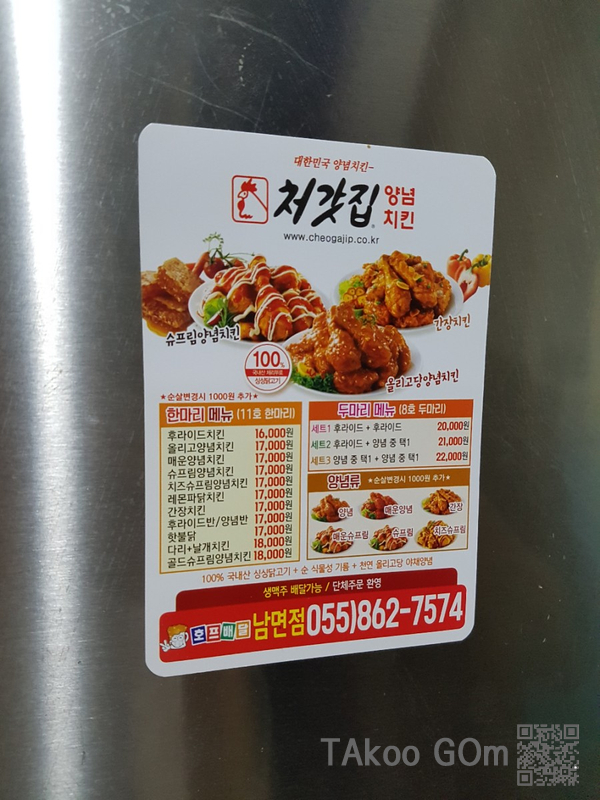 대한민국 양념치킨~
처갓집 양념
치킨
www.cheogajip.co.kr
슈프림양념치킨
간장치킨
올리고당양념치킨
100%
국내산
싱싱닭고기
★순살변경시 1000원 추가★
한마리 메뉴 (11호 한마리)
후라이드치킨 16,000원
올리고양념치킨 17,000원
매운양념치킨 17,000원
슈프림양념치킨 17,000원
치즈슈프림양념치킨 17,000원
레몬파닭치킨 17,000원
간장치킨 17,000원
후라이드반/양념반 17,000원
핫불닭 17,000원
다리+날개치킨 18,000원
골드슈프림양념치킨 18,000원
두마리 메뉴 (8호 두마리)
세트1 후라이드 + 후라이드 20,000원
세트2 후라이드 + 양념 중 택1 21,000원
세트3 양념 중 택1 + 양념 중 택1 22,000원
양념류 ★순살변경시 1000원 추가★
양념 매운양념 간장
매운슈프림 슈프림 치즈슈프림
100% 국내산 싱싱닭고기 + 순 식물성 기름 + 천연 올리고당 야채양념
생맥주 배달가능 / 단체주문 환영
호프배달 남면점 055)862-7574
TAkoo GOm